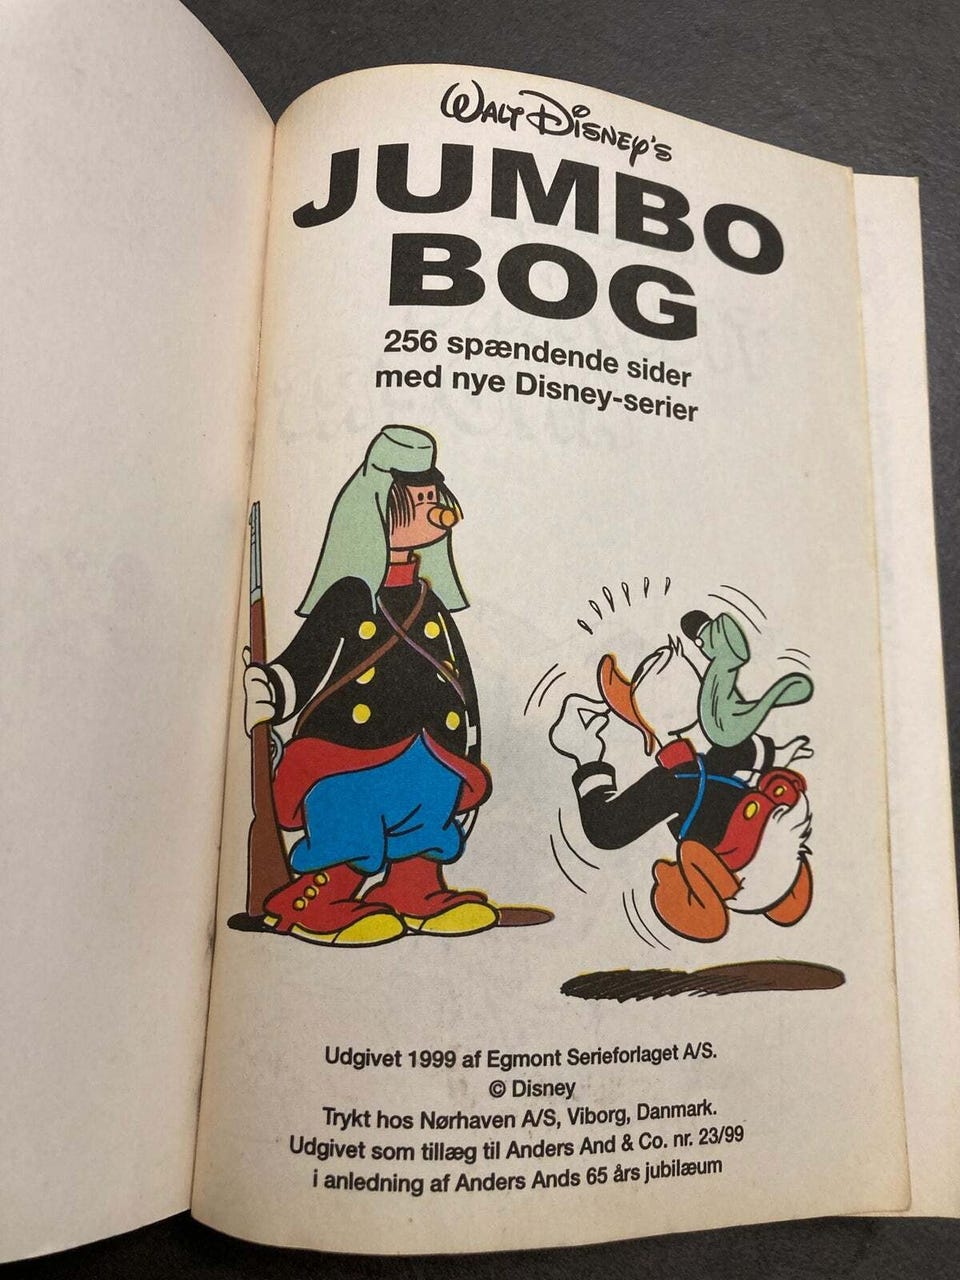 WALT DISNEY'S
JUMBO
BOG
256 spændende sider
med nye Disney-serier
Udgivet 1999 af Egmont Serieforlaget A/S.
© Disney
Trykt hos Nørhaven A/S, Viborg, Danmark.
Udgivet som tillæg til Anders And & Co. nr. 23/99
i anledning af Anders Ands 65 års jubilæum